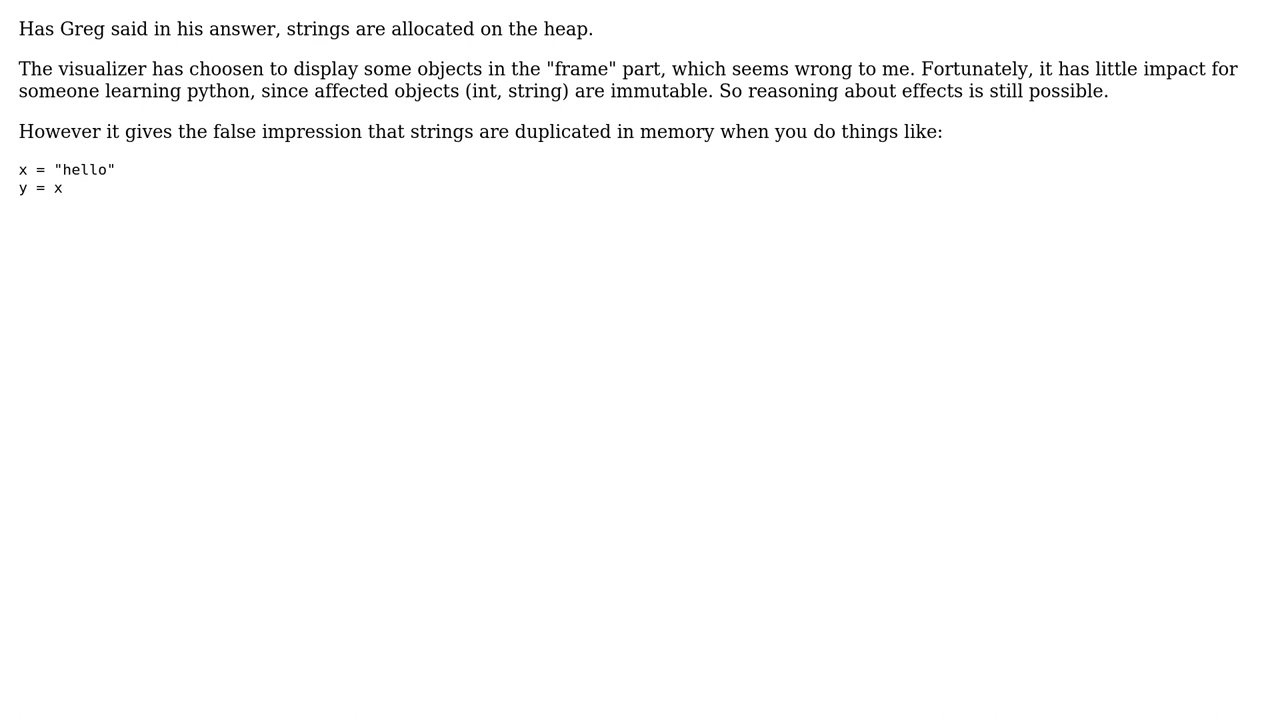 Has Greg said in his answer, strings are allocated on the heap.
The visualizer has choosen to display some objects in the "frame" part, which seems wrong to me. Fortunately, it has little impact for
someone learning python, since affected objects (int, string) are immutable. So reasoning about effects is still possible.
However it gives the false impression that strings are duplicated in memory when you do things like:
x = "hello"
y = x